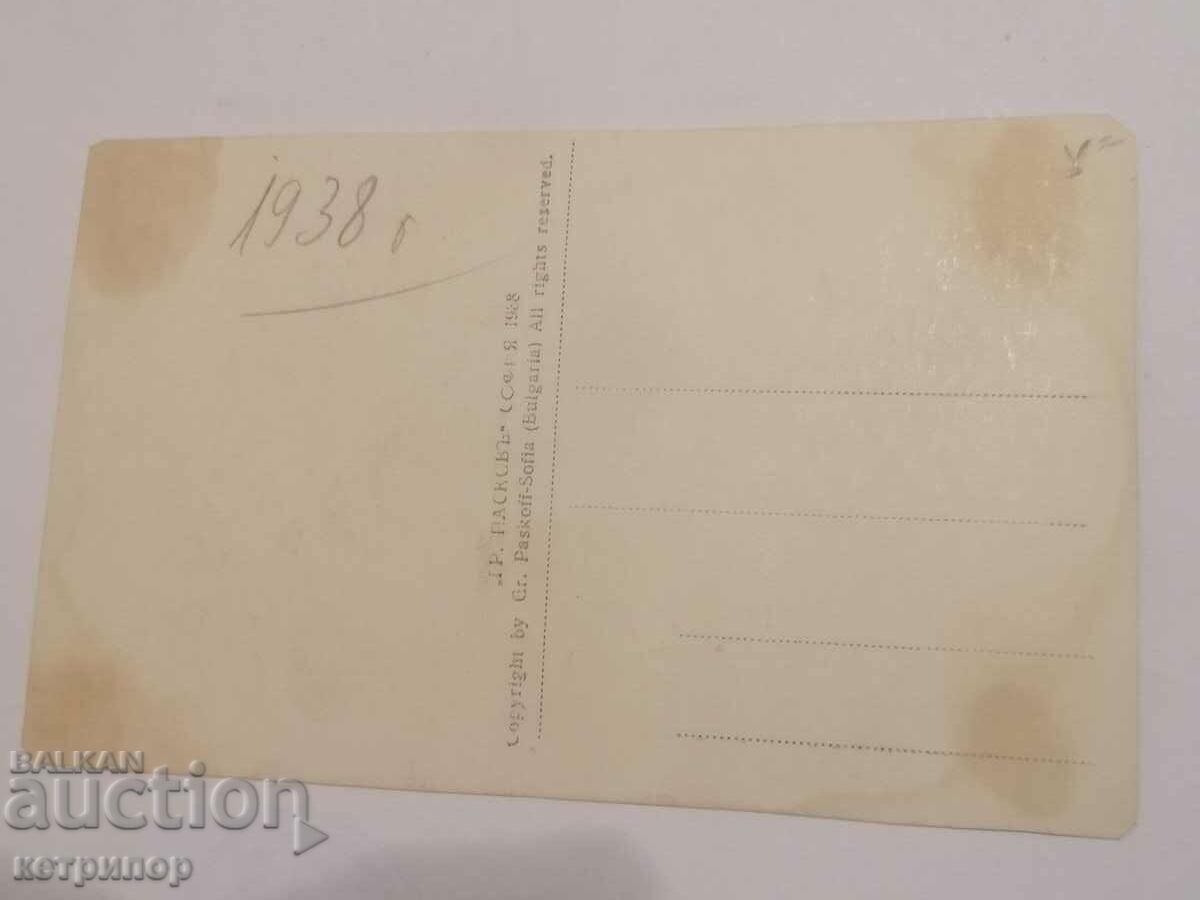 1938 г
„ГР. ПАСКОВЪ“ СОФИЯ 1938
Copyright by Gr. Paskoff-Sofia (Bulgaria) All rights reserved.
BALKAN
auction
кетрипор